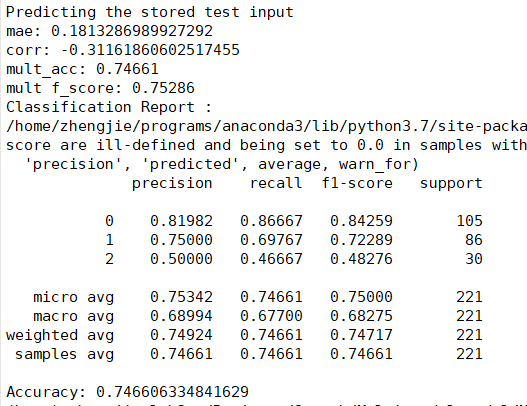 Predicting the stored test input
mae: 0.1813286989927292
corr: -0.31161860602517455
mult_acc: 0.74661
mult f_score: 0.75286
Classification Report :
/home/zhengjie/programs/anaconda3/lib/python3.7/site-packa
score are ill-defined and being set to 0.0 in samples with
'precision', 'predicted', average, warn_for)
precision recall f1-score support
0 0.81982 0.86667 0.84259 105
1 0.75000 0.69767 0.72289 86
2 0.50000 0.46667 0.48276 30
micro avg 0.75342 0.74661 0.75000 221
macro avg 0.68994 0.67700 0.68275 221
weighted avg 0.74924 0.74661 0.74717 221
samples avg 0.74661 0.74661 0.74661 221
Accuracy: 0.746606334841629